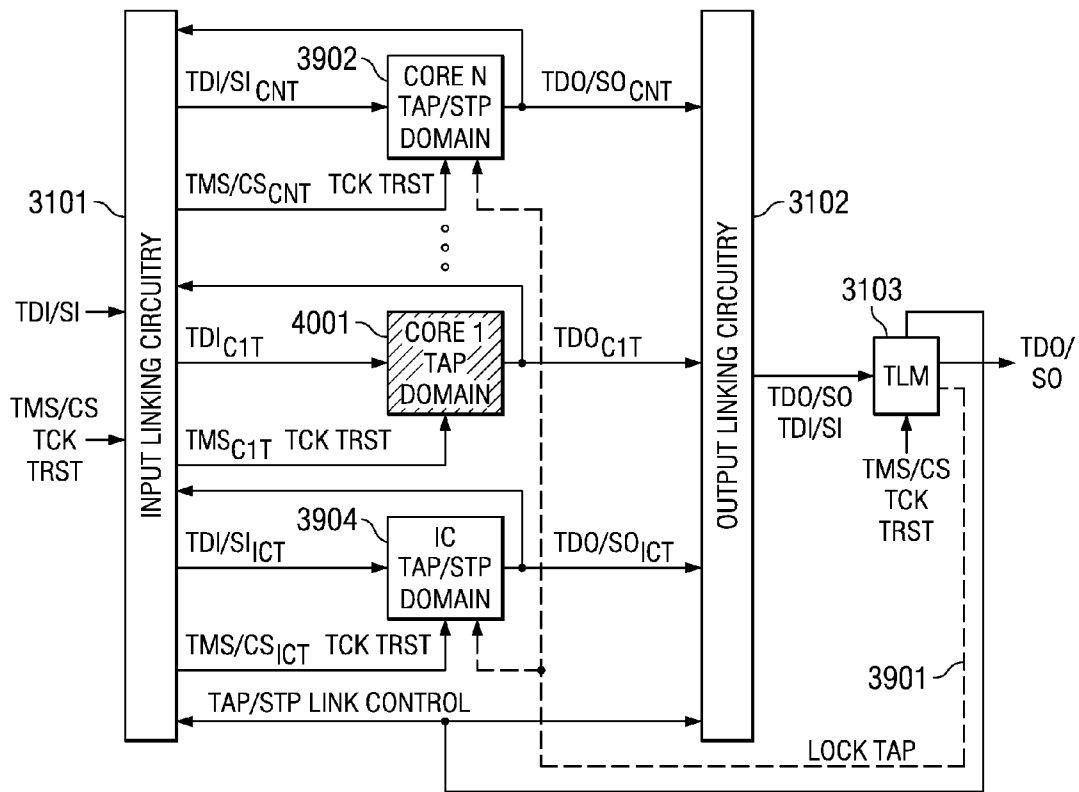 3902
CORE N
TAP/STP
DOMAIN
TDI/SI CNT
TDO/SO CNT
TMS/CS CNT TCK TRST
3101
3102
INPUT LINKING CIRCUITRY
OUTPUT LINKING CIRCUITRY
TDI/SI
TMS/CS
TCK
TRST
4001
CORE 1
TAP
DOMAIN
TDI C1T
TDO C1T
TMS C1T TCK TRST
3103
TLM
TDO/
SO
TDO/SO
TDI/SI
TMS/CS
TCK
TRST
3904
IC
TAP/STP
DOMAIN
TDI/SI ICT
TDO/SO ICT
TMS/CS ICT TCK TRST
3901
TAP/STP LINK CONTROL
LOCK TAP